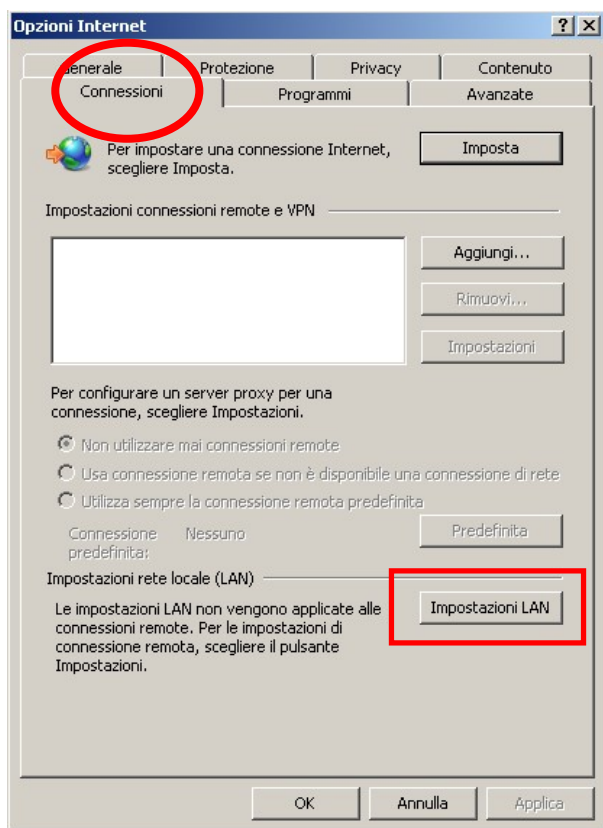 Opzioni Internet
Generale Protezione Privacy Contenuto
Connessioni Programmi Avanzate
Per impostare una connessione Internet,
scegliere Imposta.
Imposta
Impostazioni connessioni remote e VPN
Aggiungi...
Rimuovi...
Impostazioni
Per configurare un server proxy per una
connessione, scegliere Impostazioni.
Non utilizzare mai connessioni remote
Usa connessione remota se non è disponibile una connessione di rete
Utilizza sempre la connessione remota predefinita
Connessione
predefinita:
Nessuno
Predefinita
Impostazioni rete locale (LAN)
Le impostazioni LAN non vengono applicate alle
connessioni remote. Per le impostazioni di
connessione remota, scegliere il pulsante
Impostazioni.
Impostazioni LAN
OK Annulla Applica